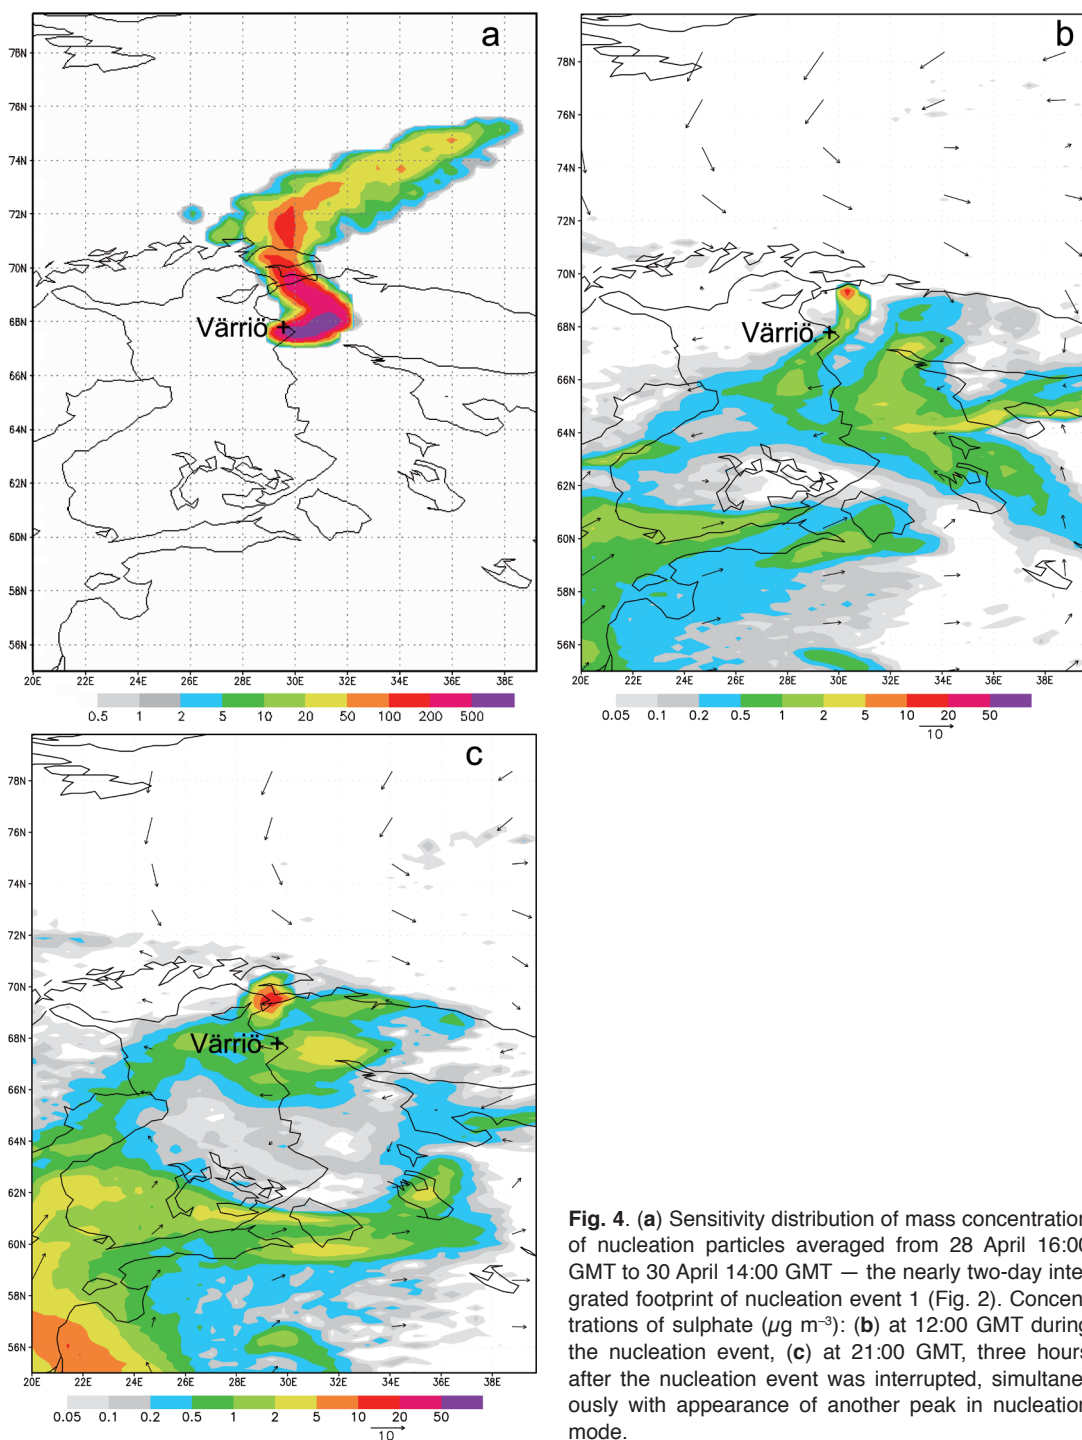 a
78N
76N
74N
72N
70N
68N
66N
64N
62N
60N
58N
56N
Värriö
20E 22E 24E 26E 28E 30E 32E 34E 36E 38E
0.5 1 2 5 10 20 50 100 200 500
b
78N
76N
74N
72N
70N
68N
66N
64N
62N
60N
58N
56N
Värriö
20E 22E 24E 26E 28E 30E 32E 34E 36E 38E
0.05 0.1 0.2 0.5 1 2 5 10 20 50
10
c
78N
76N
74N
72N
70N
68N
66N
64N
62N
60N
58N
56N
Värriö
20E 22E 24E 26E 28E 30E 32E 34E 36E 38E
0.05 0.1 0.2 0.5 1 2 5 10 20 50
10
Fig. 4. (a) Sensitivity distribution of mass concentration
of nucleation particles averaged from 28 April 16:00
GMT to 30 April 14:00 GMT — the nearly two-day inte-
grated footprint of nucleation event 1 (Fig. 2). Concen-
trations of sulphate (µg m⁻³): (b) at 12:00 GMT during
the nucleation event, (c) at 21:00 GMT, three hours
after the nucleation event was interrupted, simultane-
ously with appearance of another peak in nucleation
mode.